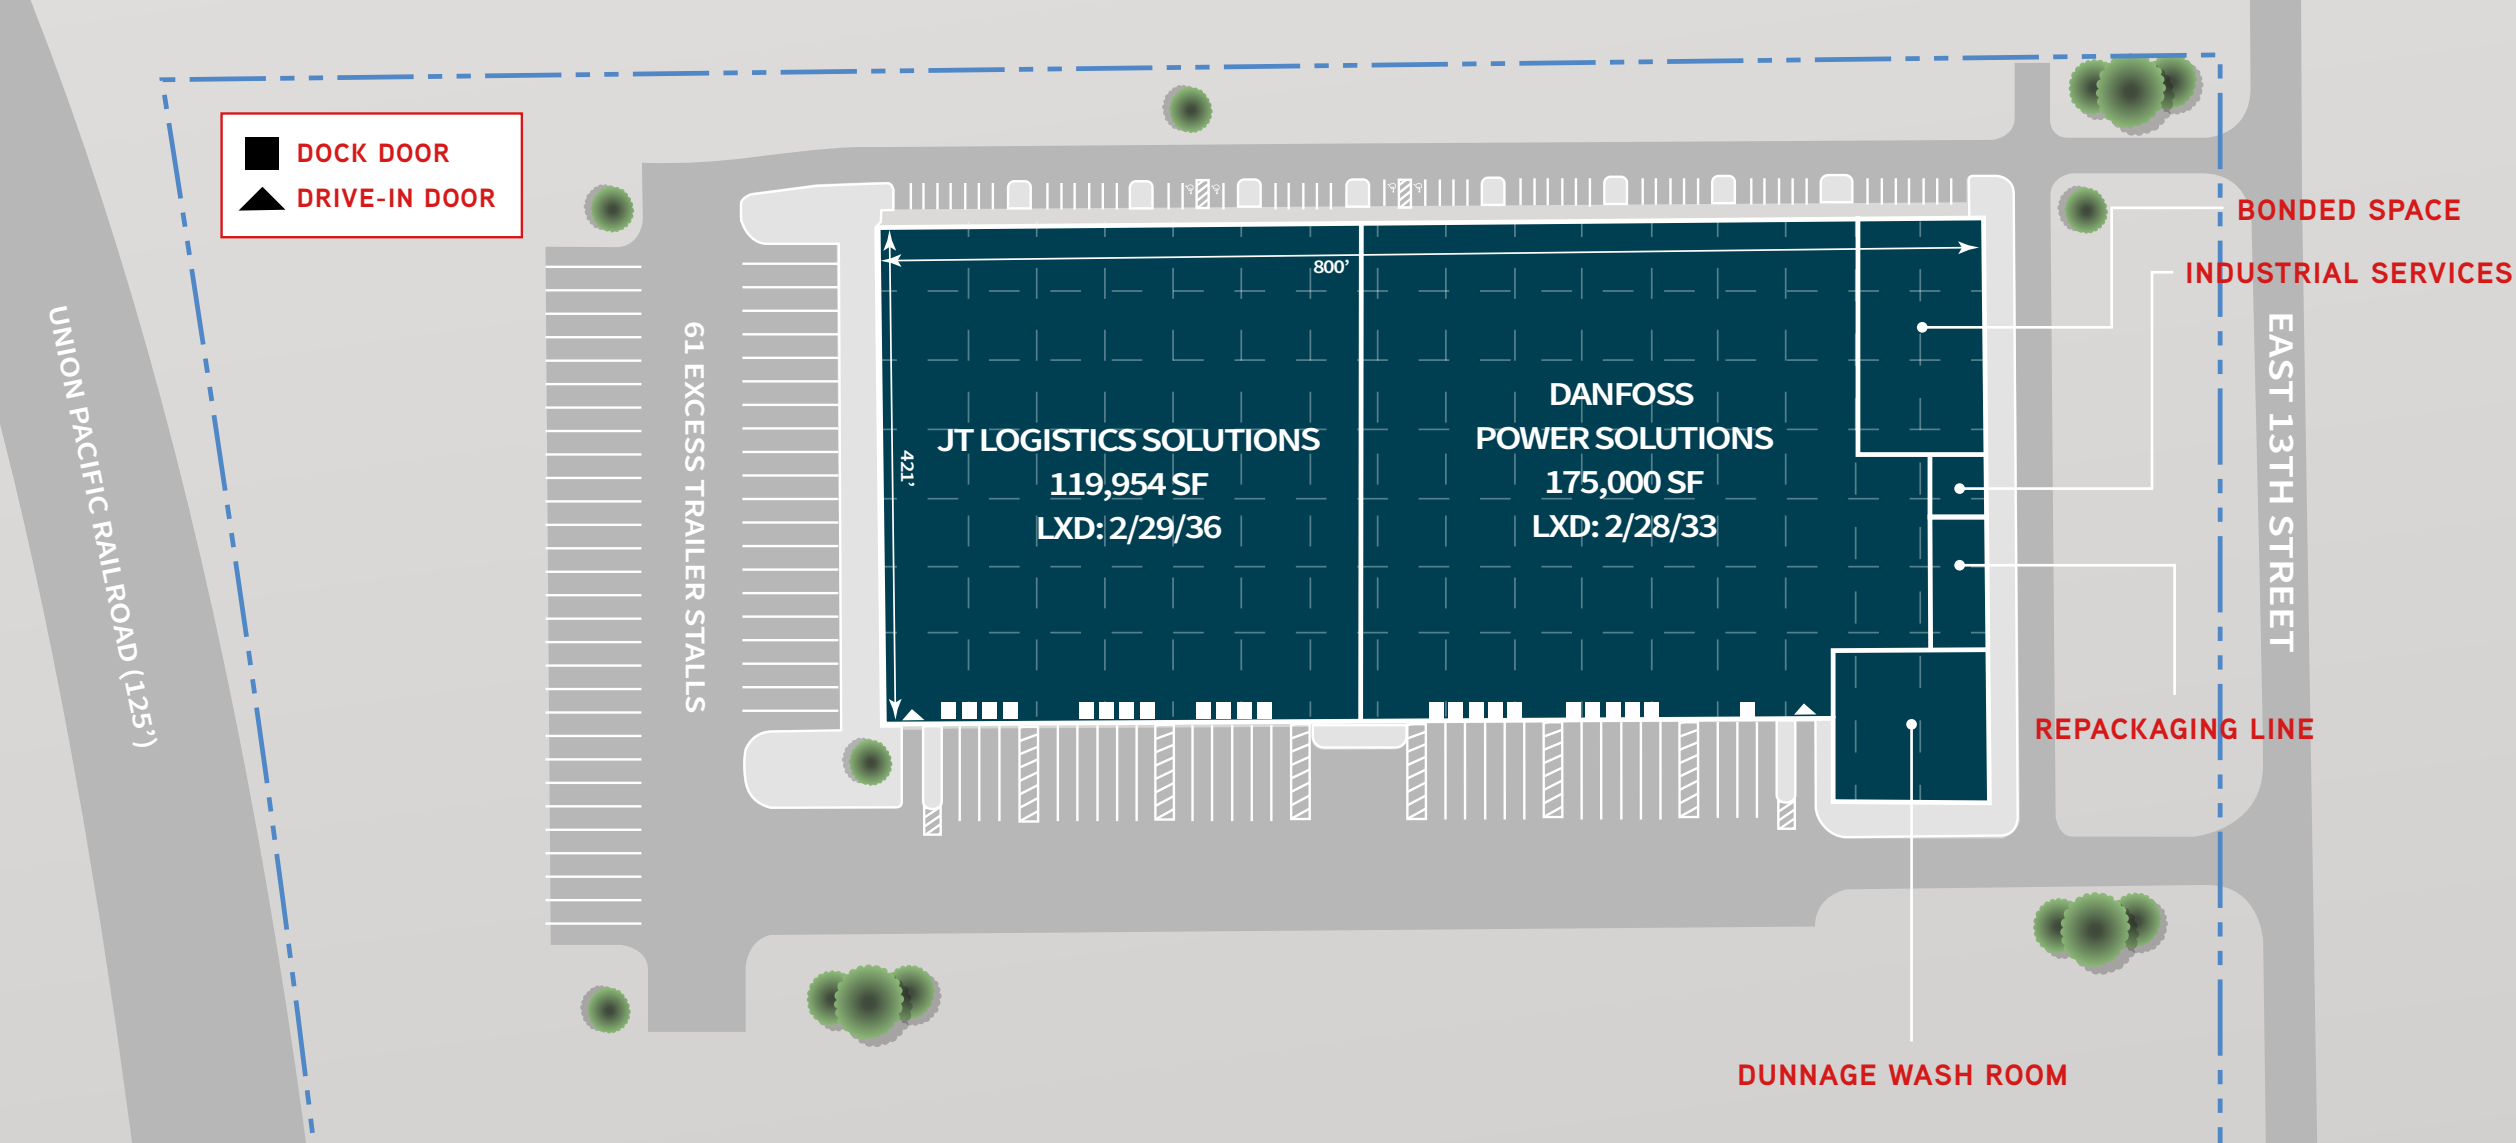 DOCK DOOR
DRIVE-IN DOOR
UNION PACIFIC RAILROAD (125’)
61 EXCESS TRAILER STALLS
800’
421’
JT LOGISTICS SOLUTIONS
119,954 SF
LXD: 2/29/36
DANFOSS
POWER SOLUTIONS
175,000 SF
LXD: 2/28/33
BONDED SPACE
INDUSTRIAL SERVICES
EAST 13TH STREET
REPACKAGING LINE
DUNNAGE WASH ROOM